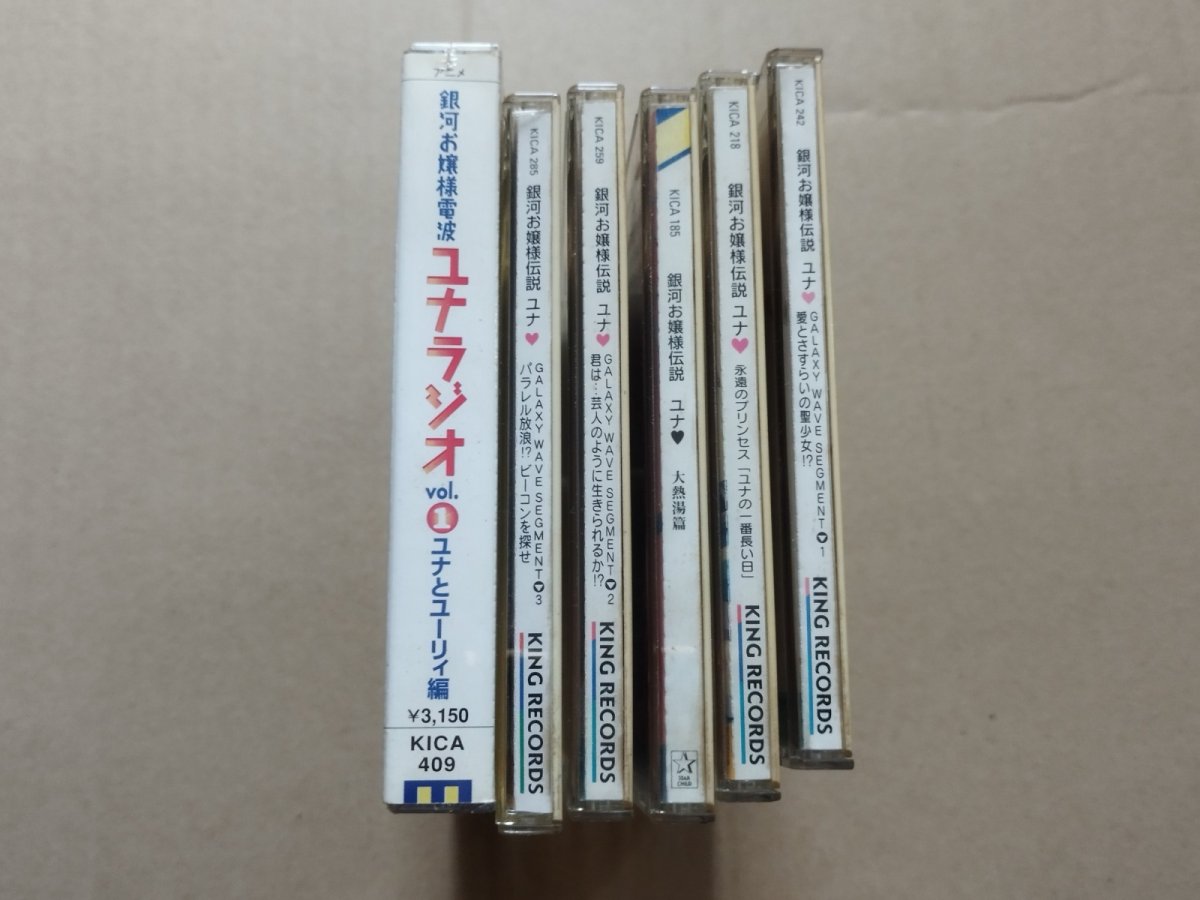 アニメ
銀河お嬢様電波
ユナラジオ
vol.1
ユナとユーリィ編
¥3,150
KICA
409
KICA 285
銀河お嬢様伝説 ユナ♥
GALAXY WAVE SEGMENT♥3
パラレル放浪!? ビーコンを探せ
KING RECORDS
KICA 259
銀河お嬢様伝説 ユナ♥
GALAXY WAVE SEGMENT♥2
君は…芸人のように生きられるか!?
KING RECORDS
KICA 185
銀河お嬢様伝説 ユナ♥
大熱湯篇
STAR
CHILD
KICA 218
銀河お嬢様伝説 ユナ♥
永遠のプリンセス「ユナの一番長い日」
KING RECORDS
KICA 242
銀河お嬢様伝説 ユナ♥
GALAXY WAVE SEGMENT♥1
愛とさすらいの聖少女!?
KING RECORDS